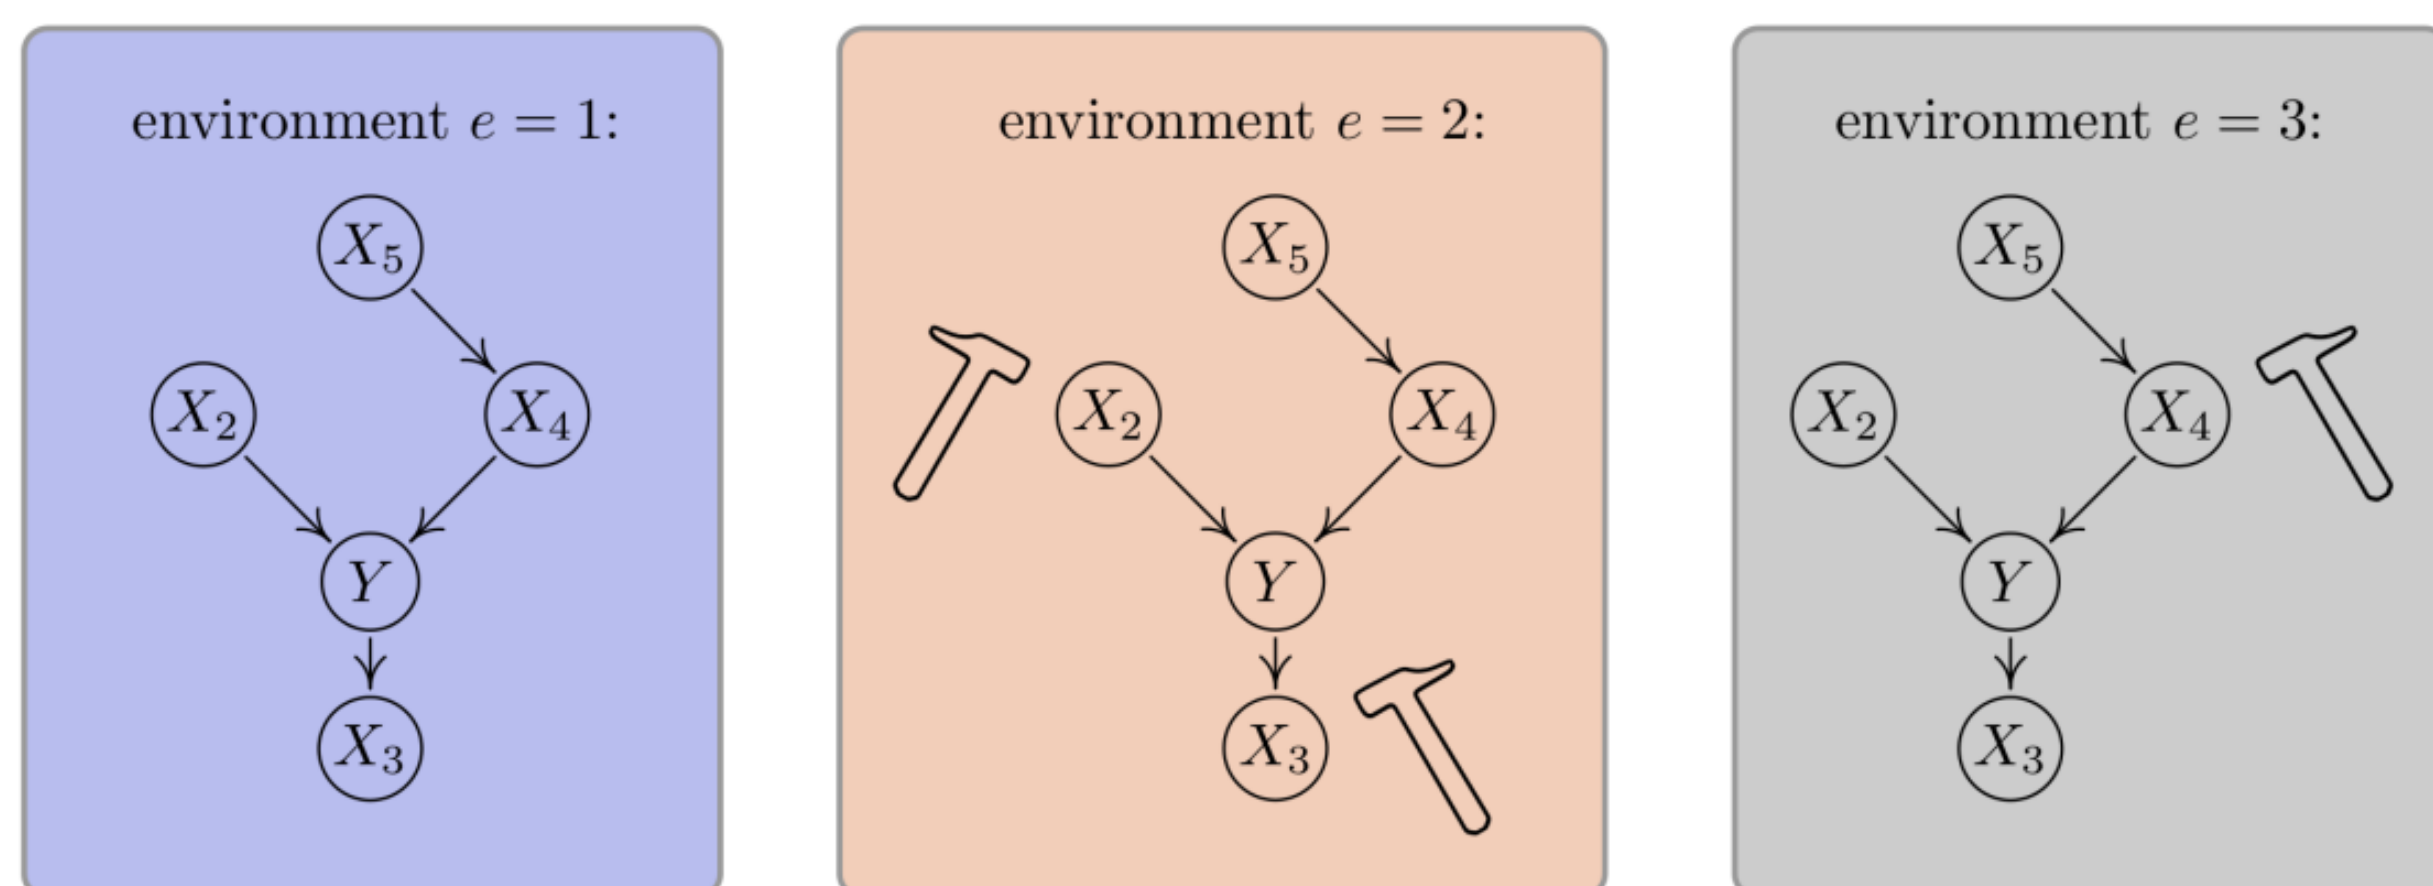 environment e = 1:
X5
X2
X4
Y
X3
environment e = 2:
X5
X2
X4
Y
X3
environment e = 3:
X5
X2
X4
Y
X3